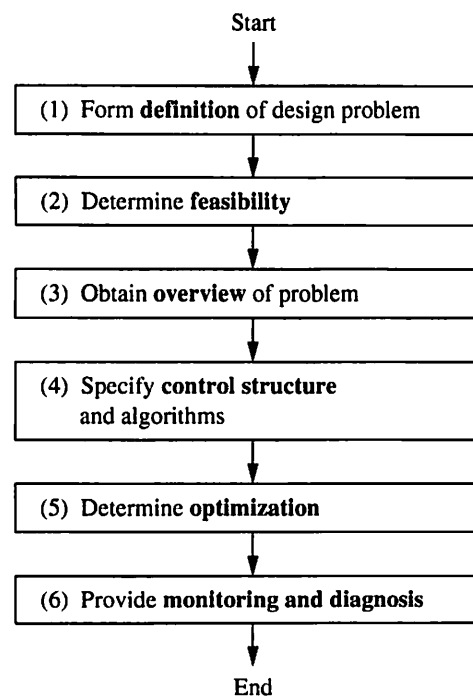 Start
(1) Form definition of design problem
(2) Determine feasibility
(3) Obtain overview of problem
(4) Specify control structure
and algorithms
(5) Determine optimization
(6) Provide monitoring and diagnosis
End